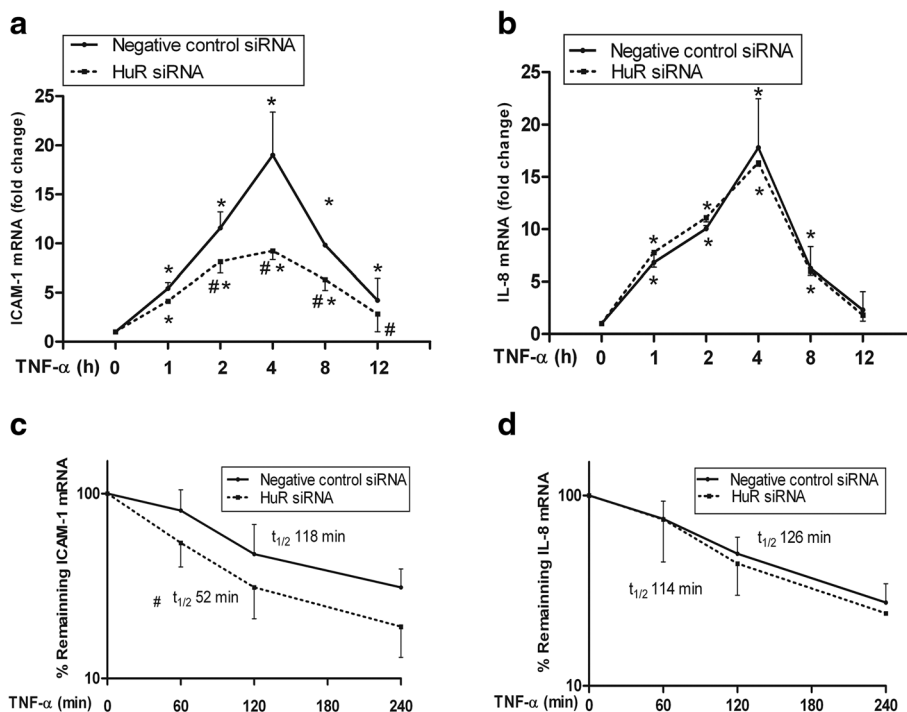 a
Negative control siRNA
HuR siRNA
ICAM-1 mRNA (fold change)
25
20
15
10
5
0
*
*
*
*
*
*
#*
#*
#*
#
TNF-α (h)
0 1 2 4 8 12
b
Negative control siRNA
HuR siRNA
IL-8 mRNA (fold change)
25
20
15
10
5
0
*
*
*
*
*
*
*
*
TNF-α (h)
0 1 2 4 8 12
c
% Remainning ICAM-1 mRNA
Negative control siRNA
HuR siRNA
100
10
t1/2 118 min
# t1/2 52 min
TNF-α (min)
0 60 120 180 240
d
% Remainning IL-8 mRNA
Negative control siRNA
HuR siRNA
100
10
t1/2 126 min
t1/2 114 min
TNF-α (min)
0 60 120 180 240